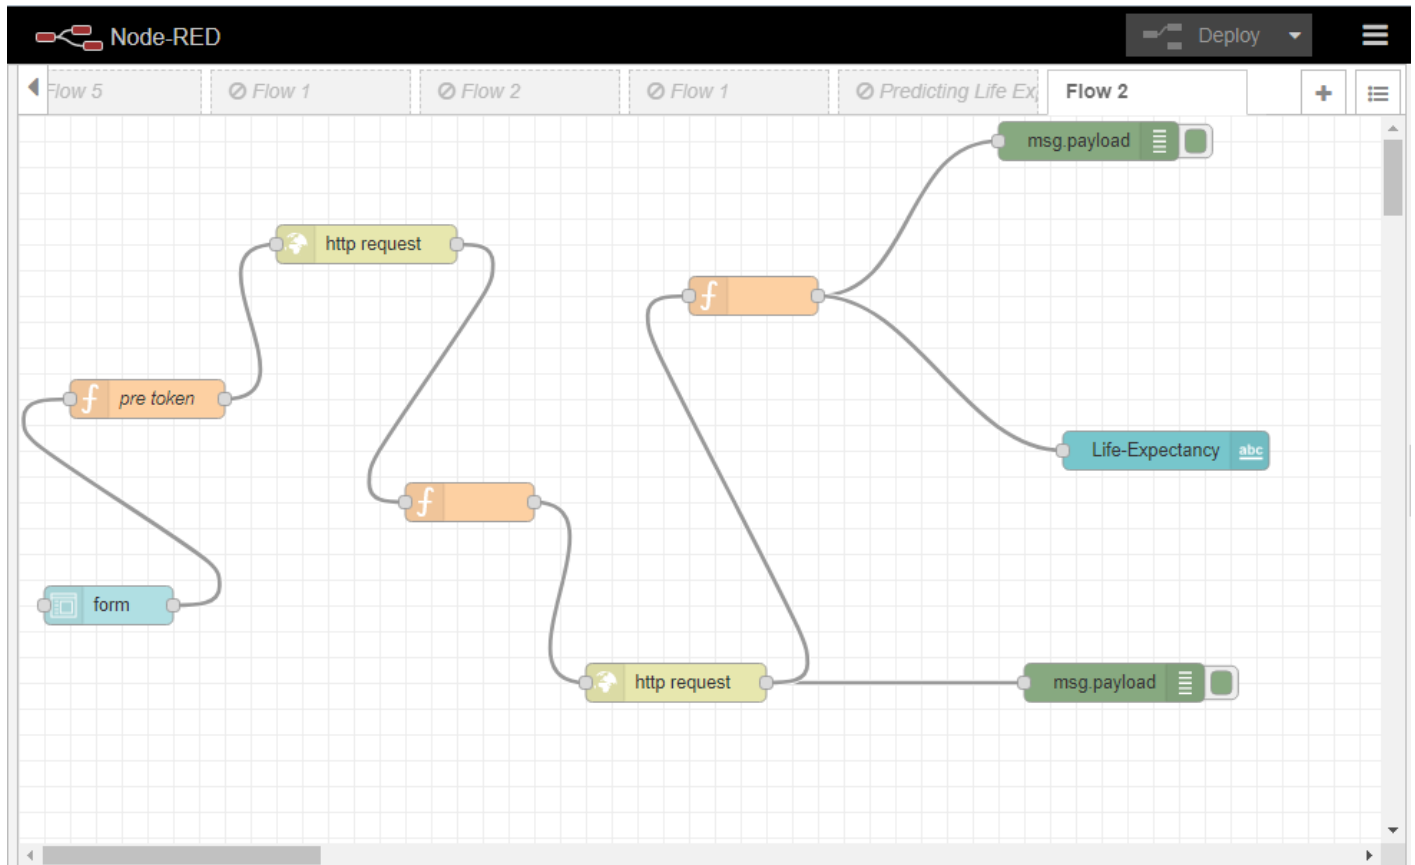 Node-RED
Deploy
Flow 5
Flow 1
Flow 2
Flow 1
Predicting Life Ex
Flow 2
msg.payload
http request
pre token
Life-Expectancy
abc
form
http request
msg.payload